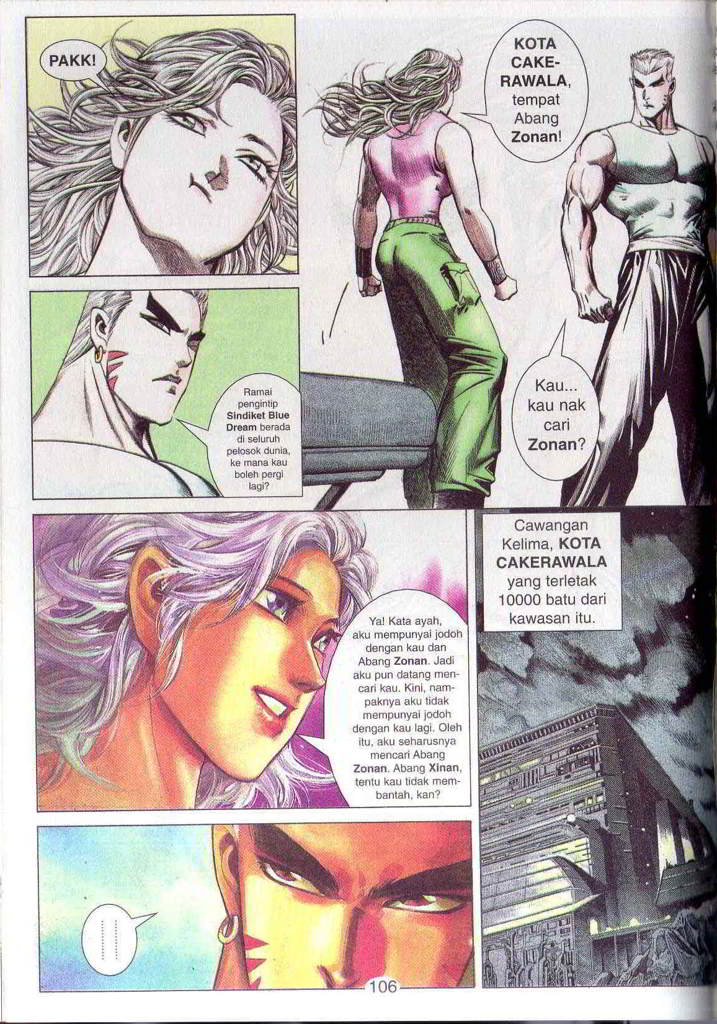 PAKK!
KOTA
CAKE-
RAWALA,
tempat
Abang
Zonan!
Kau...
kau nak
cari
Zonan?
Ramai
pengintip
Sindiket Blue
Dream berada
di seluruh
pelosok dunia,
ke mana kau
boleh pergi
lagi?
Ya! Kata ayah,
aku mempunyai jodoh
dengan kau dan
Abang Zonan. Jadi
aku pun datang men-
cari kau. Kini, nam-
paknya aku tidak
mempunyai jodoh
dengan kau lagi. Oleh
itu, aku seharusnya
mencari Abang
Zonan. Abang Xinan,
tentu kau tidak mem-
bantah, kan?
Cawangan
Kelima, KOTA
CAKERAWALA
yang terletak
10000 batu dari
kawasan itu.
............
106